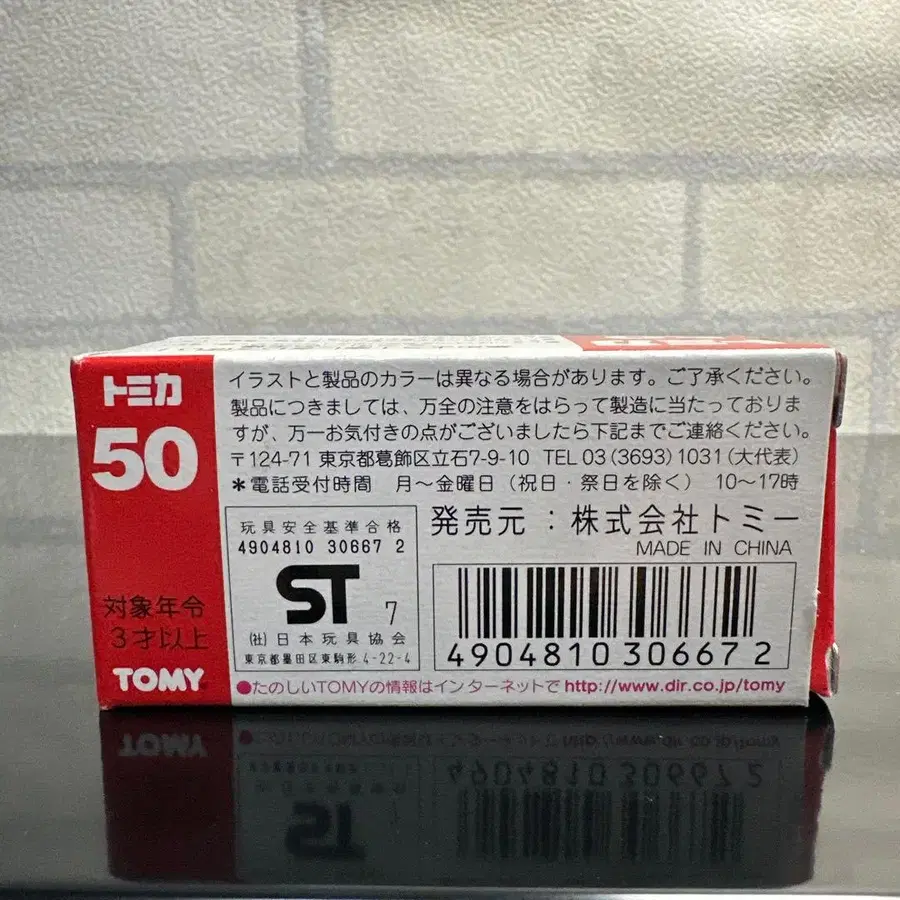 トミカ
50
対象年令
3才以上
TOMY
イラストと製品のカラーは異なる場合があります。ご了承ください。
製品につきましては、万全の注意をはらって製造に当たっておりま
すが、万一お気付きの点がございましたら下記までご連絡ください。
〒124-71 東京都葛飾区立石7-9-10 TEL 03(3693)1031(大代表)
*電話受付時間 月〜金曜日(祝日・祭日を除く) 10〜17時
玩具安全基準合格
4904810 30667 2
ST 7
(社)日本玩具協会
東京都墨田区東駒形 4-22-4
発売元:株式会社トミー
MADE IN CHINA
4904810 306672
●たのしいTOMYの情報はインターネットで http://www.dir.co.jp/tomy